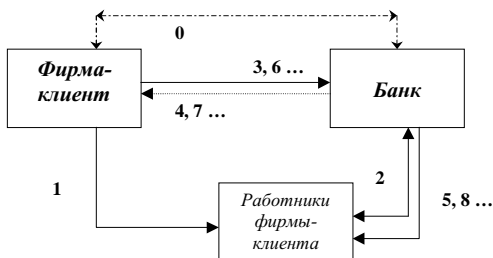 0
Фирма-
клиент
3, 6 ...
Банк
4, 7 ...
1
2
Работники
фирмы-
клиента
5, 8 ...